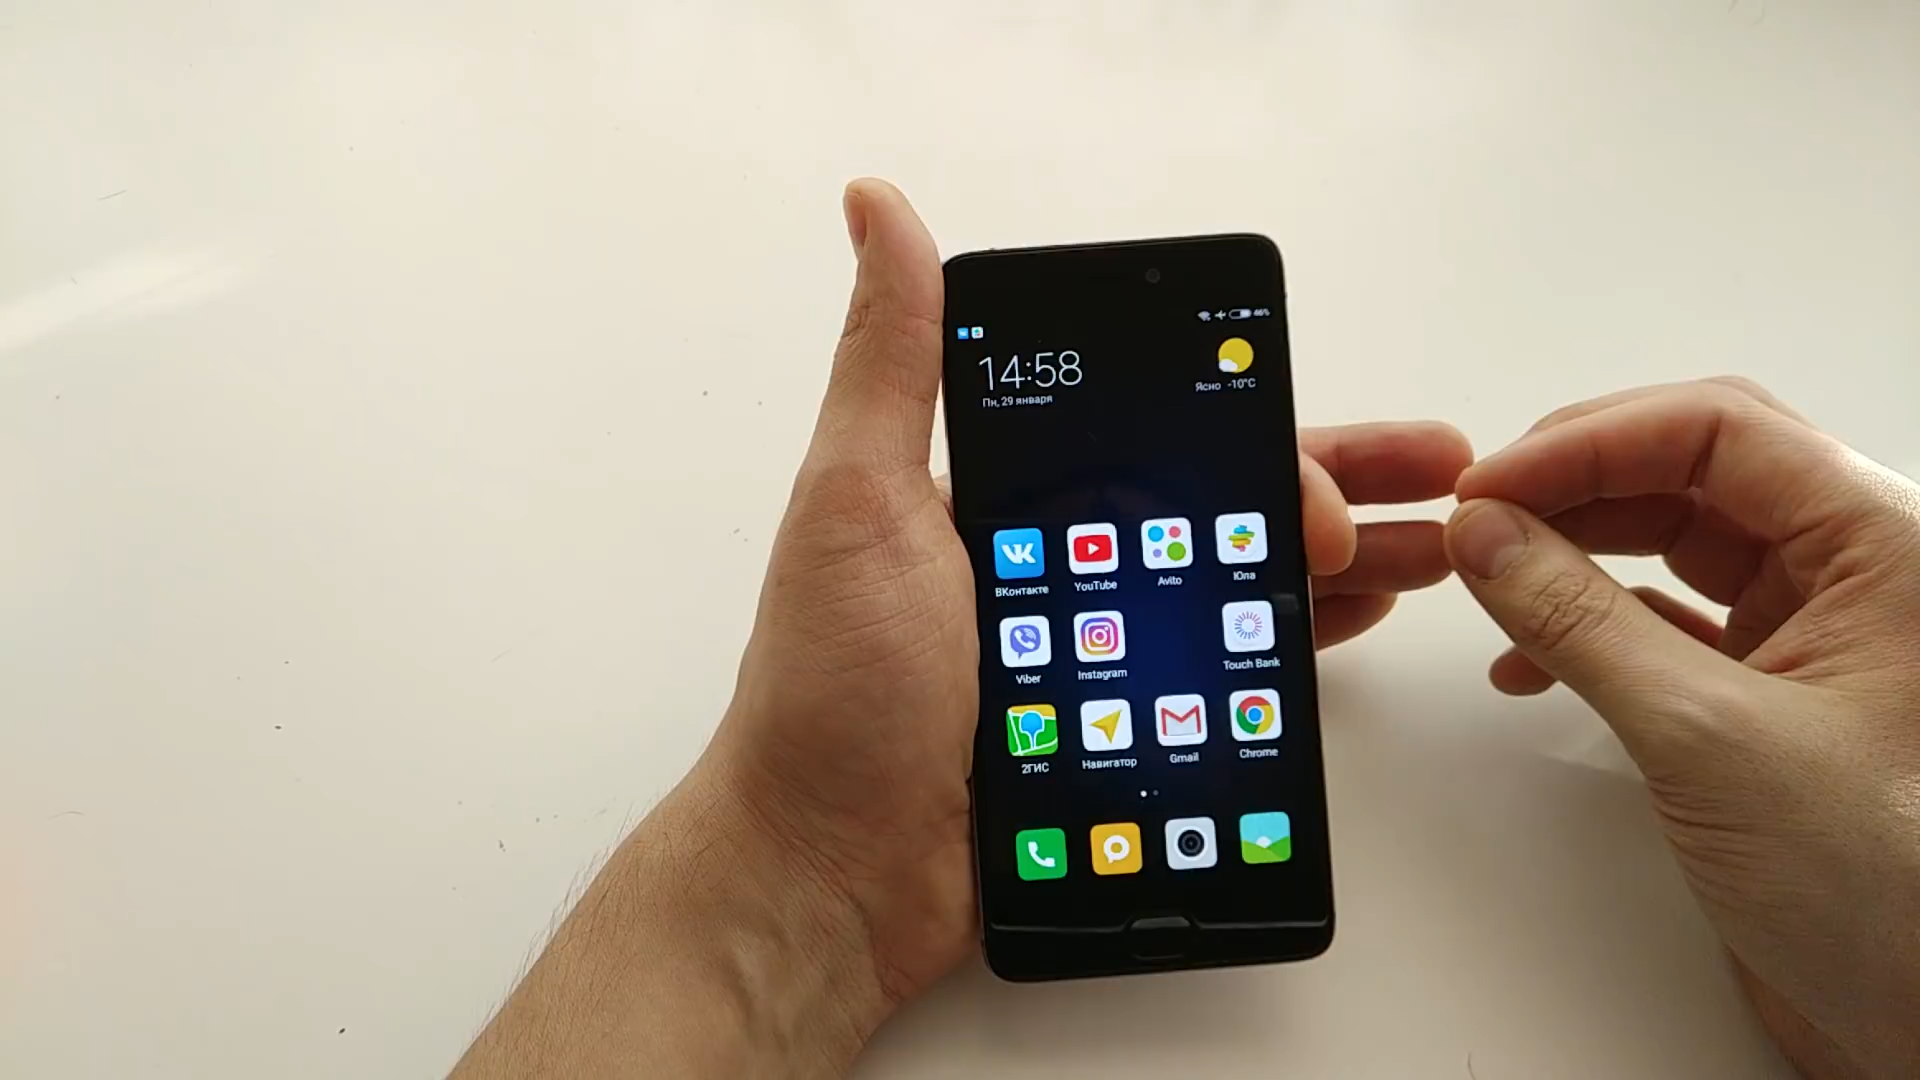 46%
14:58
Пн, 29 января
Ясно -10°C
ВКонтакте
YouTube
Avito
Юла
Viber
Instagram
Touch Bank
2ГИС
Навигатор
Gmail
Chrome